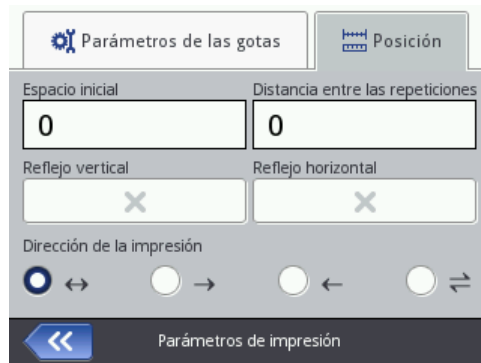 Parámetros de las gotas
Posición
Espacio inicial
Distancia entre las repeticiones
0
0
Reflejo vertical
Reflejo horizontal
Dirección de la impresión
↔ → ← ⇌
Parámetros de impresión